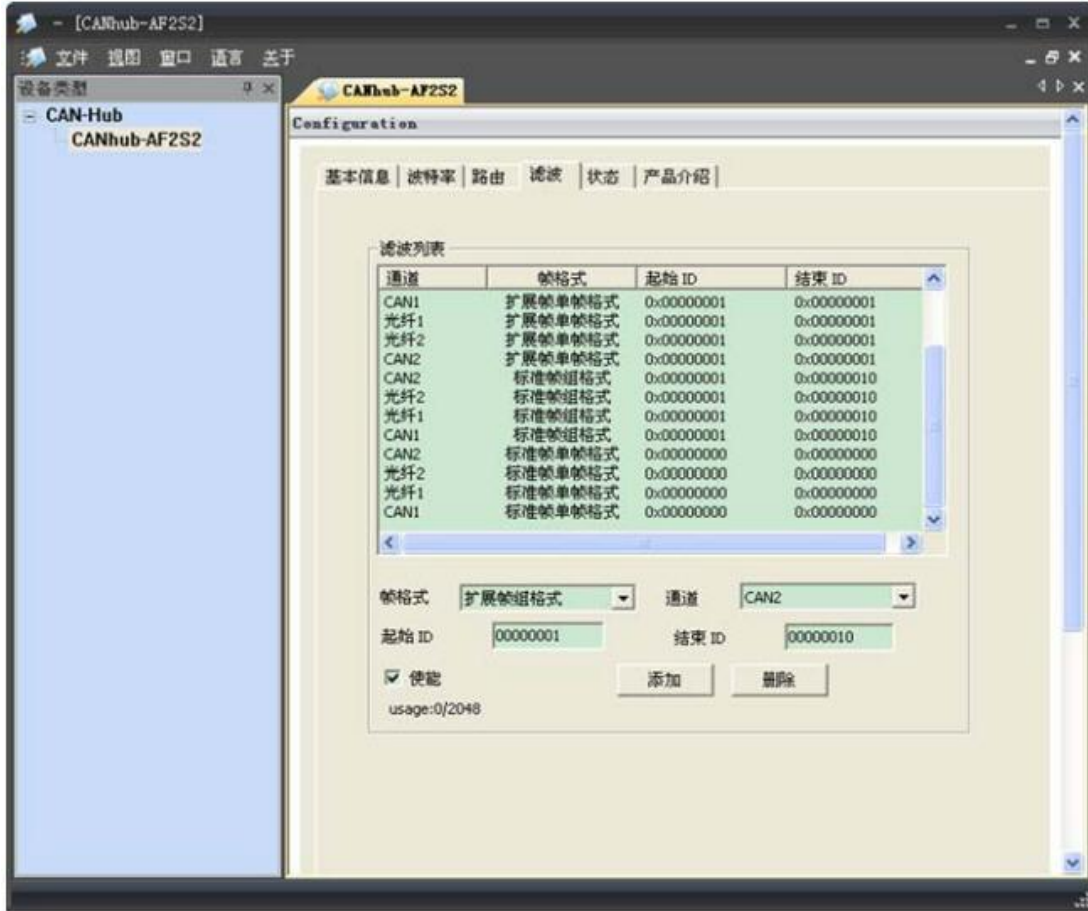 - [CANhub-AF2S2]
文件 视图 窗口 语言 关于
设备类型
CANhub-AF2S2
CAN-Hub
CANhub-AF2S2
Configuration
基本信息 波特率 路由 滤波 状态 产品介绍
滤波列表
通道 帧格式 起始 ID 结束 ID
CAN1 扩展帧单帧格式 0x00000001 0x00000001
光纤1 扩展帧单帧格式 0x00000001 0x00000001
光纤2 扩展帧单帧格式 0x00000001 0x00000001
CAN2 扩展帧单帧格式 0x00000001 0x00000001
CAN2 标准帧组格式 0x00000001 0x00000010
光纤2 标准帧组格式 0x00000001 0x00000010
光纤1 标准帧组格式 0x00000001 0x00000010
CAN1 标准帧组格式 0x00000001 0x00000010
CAN2 标准帧单帧格式 0x00000000 0x00000000
光纤2 标准帧单帧格式 0x00000000 0x00000000
光纤1 标准帧单帧格式 0x00000000 0x00000000
CAN1 标准帧单帧格式 0x00000000 0x00000000
帧格式 扩展帧组格式 通道 CAN2
起始 ID 00000001 结束 ID 00000010
使能 添加 删除
usage:0/2048